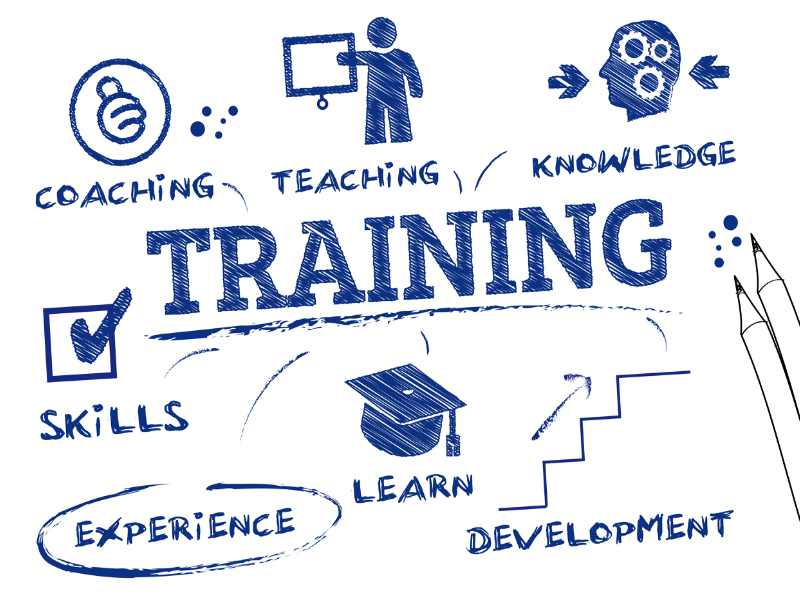 COACHiNG
TEACHiNG
KNOWLEDGE
TRAINING
SKiLLS
LEARN
EXPERiENCE
DEVELOPMENT